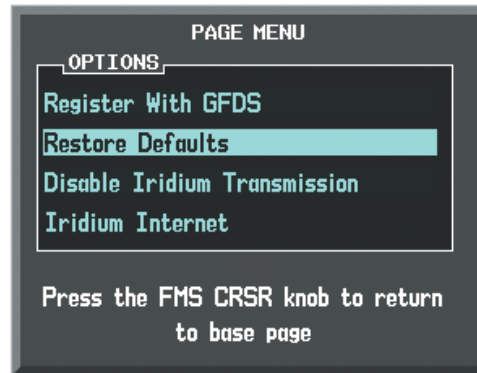 PAGE MENU
OPTIONS
Register With GFDS
Restore Defaults
Disable Iridium Transmission
Iridium Internet
Press the FMS CRSR knob to return
to base page